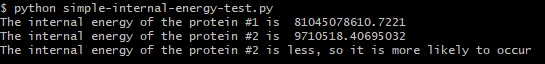 $ python simple-internal-energy-test.py
The internal energy of the protein #1 is  81045078610.7221
The internal energy of the protein #2 is  9710518.40695032
The internal energy of the protein #2 is less, so it is more likely to occur